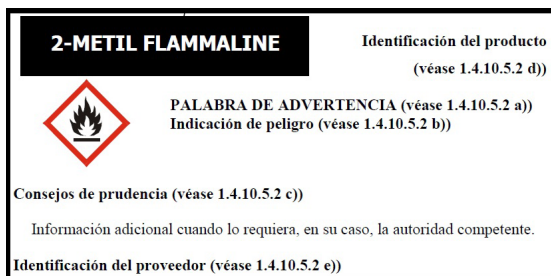 2-METIL FLAMMALINE
Identificación del producto
(véase 1.4.10.5.2 d))
PALABRA DE ADVERTENCIA (véase 1.4.10.5.2 a))
Indicación de peligro (véase 1.4.10.5.2 b))
Consejos de prudencia (véase 1.4.10.5.2 c))
Información adicional cuando lo requiera, en su caso, la autoridad competente.
Identificación del proveedor (véase 1.4.10.5.2 e))